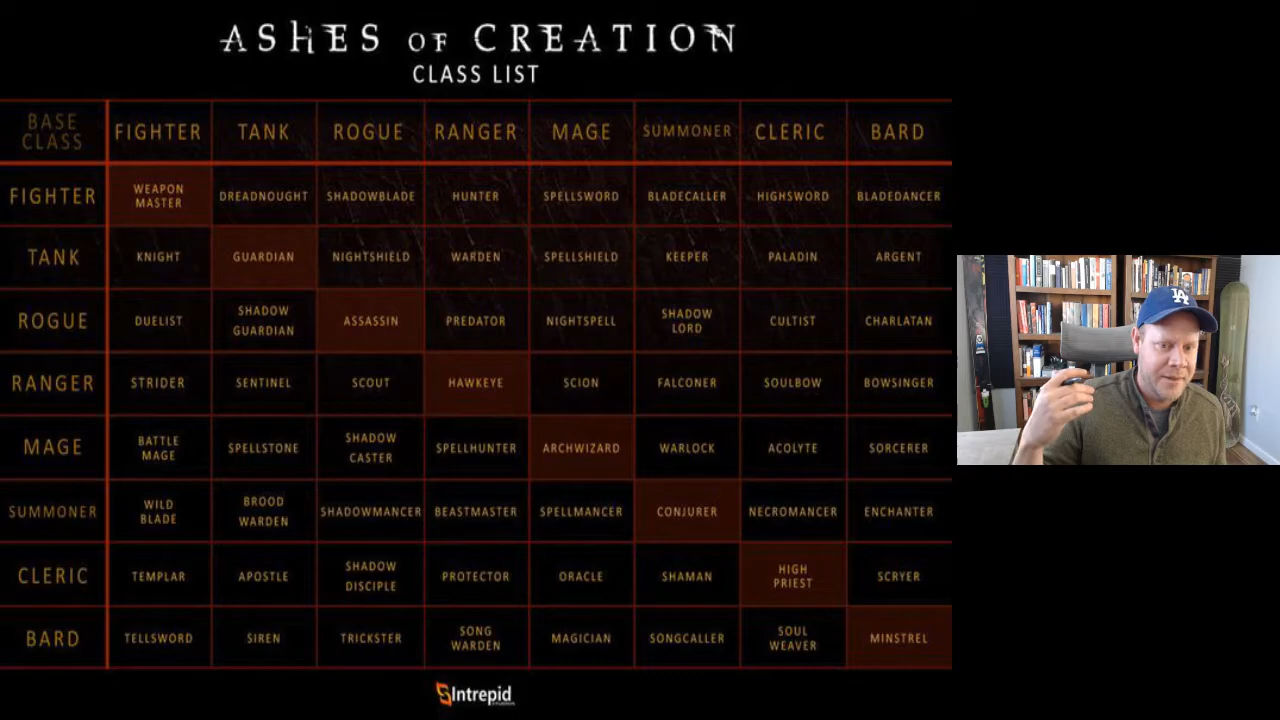 ASHES OF CREATION
CLASS LIST
BASE CLASS FIGHTER TANK ROGUE RANGER MAGE SUMMONER CLERIC BARD
FIGHTER WEAPON MASTER DREADNOUGHT SHADOWBLADE HUNTER SPELLSWORD BLADECALLER HIGHSWORD BLADEDANCER
TANK KNIGHT GUARDIAN NIGHTSHIELD WARDEN SPELLSHIELD KEEPER PALADIN ARGENT
ROGUE DUELIST SHADOW GUARDIAN ASSASSIN PREDATOR NIGHTSPELL SHADOW LORD CULTIST CHARLATAN
RANGER STRIDER SENTINEL SCOUT HAWKEYE SCION FALCONER SOULBOW BOWSINGER
MAGE BATTLE MAGE SPELLSTONE SHADOW CASTER SPELLHUNTER ARCHWIZARD WARLOCK ACOLYTE SORCERER
SUMMONER WILD BLADE BROOD WARDEN SHADOWMANCER BEASTMASTER SPELLMANCER CONJURER NECROMANCER ENCHANTER
CLERIC TEMPLAR APOSTLE SHADOW DISCIPLE PROTECTOR ORACLE SHAMAN HIGH PRIEST SCRYER
BARD TELLSWORD SIREN TRICKSTER SONG WARDEN MAGICIAN SONGCALLER SOUL WEAVER MINSTREL
Intrepid
STUDIOS
LA